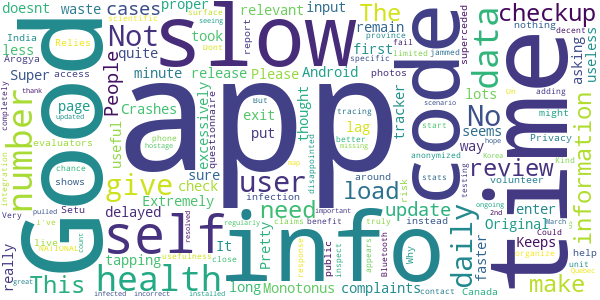 app
time
info
slow
code
Good
self
health
user
data
number
give
information
daily
review
checkup
No
Not
load
need
update
make
This
The
People
cases
minute
release
Android
Please
first
remain
input
relevant
proper
took
quite
waste
doesnt
less
Super
page
useful
Crashes
excessively
exit
put
thought
tracker
lag
lots
asking
useless
seems
way
enter
Original
Keeps
faster
instead
complaints
Monotonus
Pretty
long
It
tapping
delayed
Extremely
check
sure
really
live
Setu
shows
evaluators
Arogya
India
Relies
access
thank
updated
chance
integration
completely
scientific
surface
seeing
report
wont
But
phone
hostage
questionnaire
infection
around
public
benefit
claims
regularly
close
usefulness
resolved
installed
incorrect
infected
great
Very
pulled
NATIONAL
count
I've
map
risk
response
important
truly
inspect
appears
Bluetooth
Why
contact
Canada
disappointed
missing
better
tracing
specific
photos
limited
fail
jammed
province
superceded
nothing
decent
adding
might
Privacy
hope
UN
scenario
start
anonymized
stats
testing
Korea
volunteer
Kind
ongoing
2nd
March
Could
organize
unit
help
Quebec